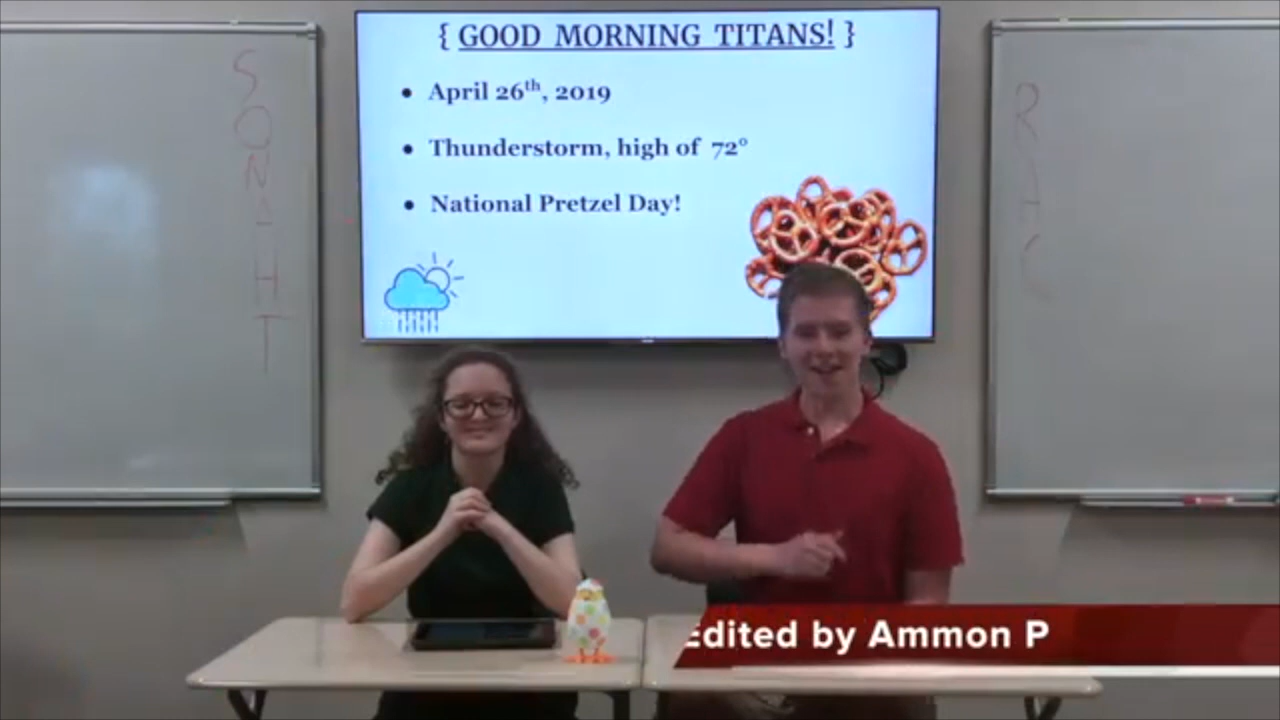 { GOOD MORNING TITANS! }
• April 26th, 2019
• Thunderstorm, high of 72°
• National Pretzel Day!
Edited by Ammon P